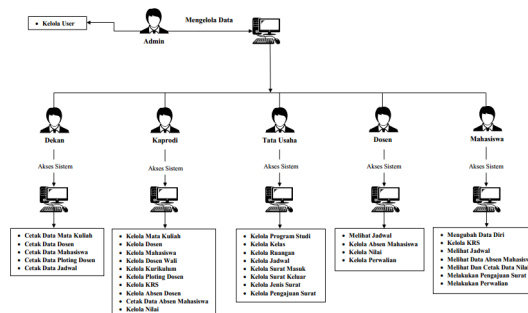 Mengelola Data
Kelola User
Admin
Dekan
Kaprodi
Tata Usaha
Dosen
Mahasiswa
Akses Sistem
Akses Sistem
Akses Sistem
Akses Sistem
Akses Sistem
Cetak Data Mata Kuliah
Cetak Data Dosen
Cetak Data Mahasiswa
Cetak Data Ploting Dosen
Cetak Data Jadwal
Kelola Mata Kuliah
Kelola Dosen
Kelola Mahasiswa
Kelola Dosen Wali
Kelola Kurikulum
Kelola Ploting Dosen
Kelola KRS
Kelola Absen Dosen
Cetak Data Absen Mahasiswa
Kelola Nilai
Kelola Program Studi
Kelola Kelas
Kelola Ruangan
Kelola Jadwal
Kelola Surat Masuk
Kelola Surat Keluar
Kelola Jenis Surat
Kelola Pengajuan Surat
Melihat Jadwal
Kelola Absen Mahasiswa
Kelola Nilai
Kelola Perwalian
Mengubah Data Diri
Kelola KRS
Melihat Jadwal
Melihat Data Absen Mahasiswa
Melihat Dan Cetak Data Nilai
Melakukan Pengajuan Surat
Melakukan Perwalian